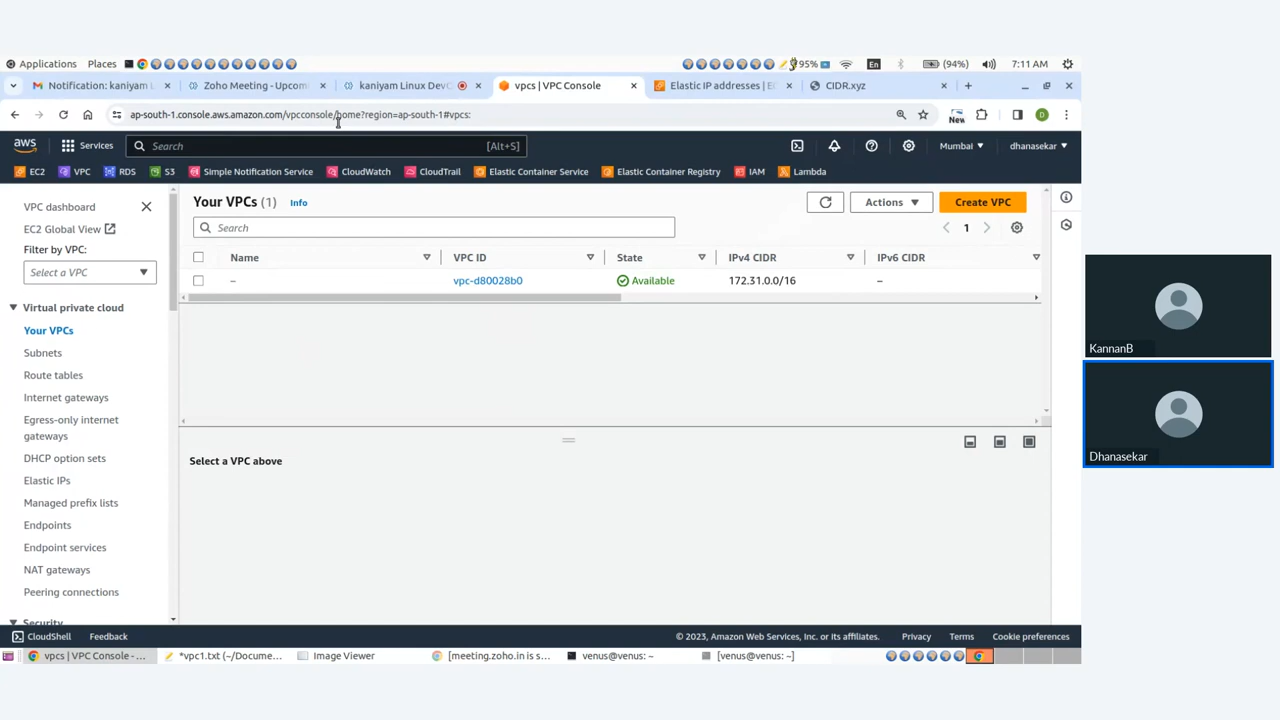 Applications Places 95% En (94%) 7:11 AM
Notification: kaniyam L Zoho Meeting - Upcom kaniyam Linux DevO vpcs | VPC Console Elastic IP addresses | E CIDR.xyz
ap-south-1.console.aws.amazon.com/vpcconsole/home?region=ap-south-1#vpcs: New D
aws Services Search [Alt+S] Mumbai dhanasekar
EC2 VPC RDS S3 Simple Notification Service CloudWatch CloudTrail Elastic Container Service Elastic Container Registry IAM Lambda
VPC dashboard
EC2 Global View
Filter by VPC:
Select a VPC
Virtual private cloud
Your VPCs
Subnets
Route tables
Internet gateways
Egress-only internet
gateways
DHCP option sets
Elastic IPs
Managed prefix lists
Endpoints
Endpoint services
NAT gateways
Peering connections
Security
Your VPCs (1) Info Actions Create VPC
Search 1
Name VPC ID State IPv4 CIDR IPv6 CIDR
– vpc-d80028b0 Available 172.31.0.0/16 –
Select a VPC above
KannanB
Dhanasekar
CloudShell Feedback © 2023, Amazon Web Services, Inc. or its affiliates. Privacy Terms Cookie preferences
vpcs | VPC Console - ... *vpc1.txt (~/Docume... Image Viewer [meeting.zoho.in is s... venus@venus: ~ [venus@venus: ~]